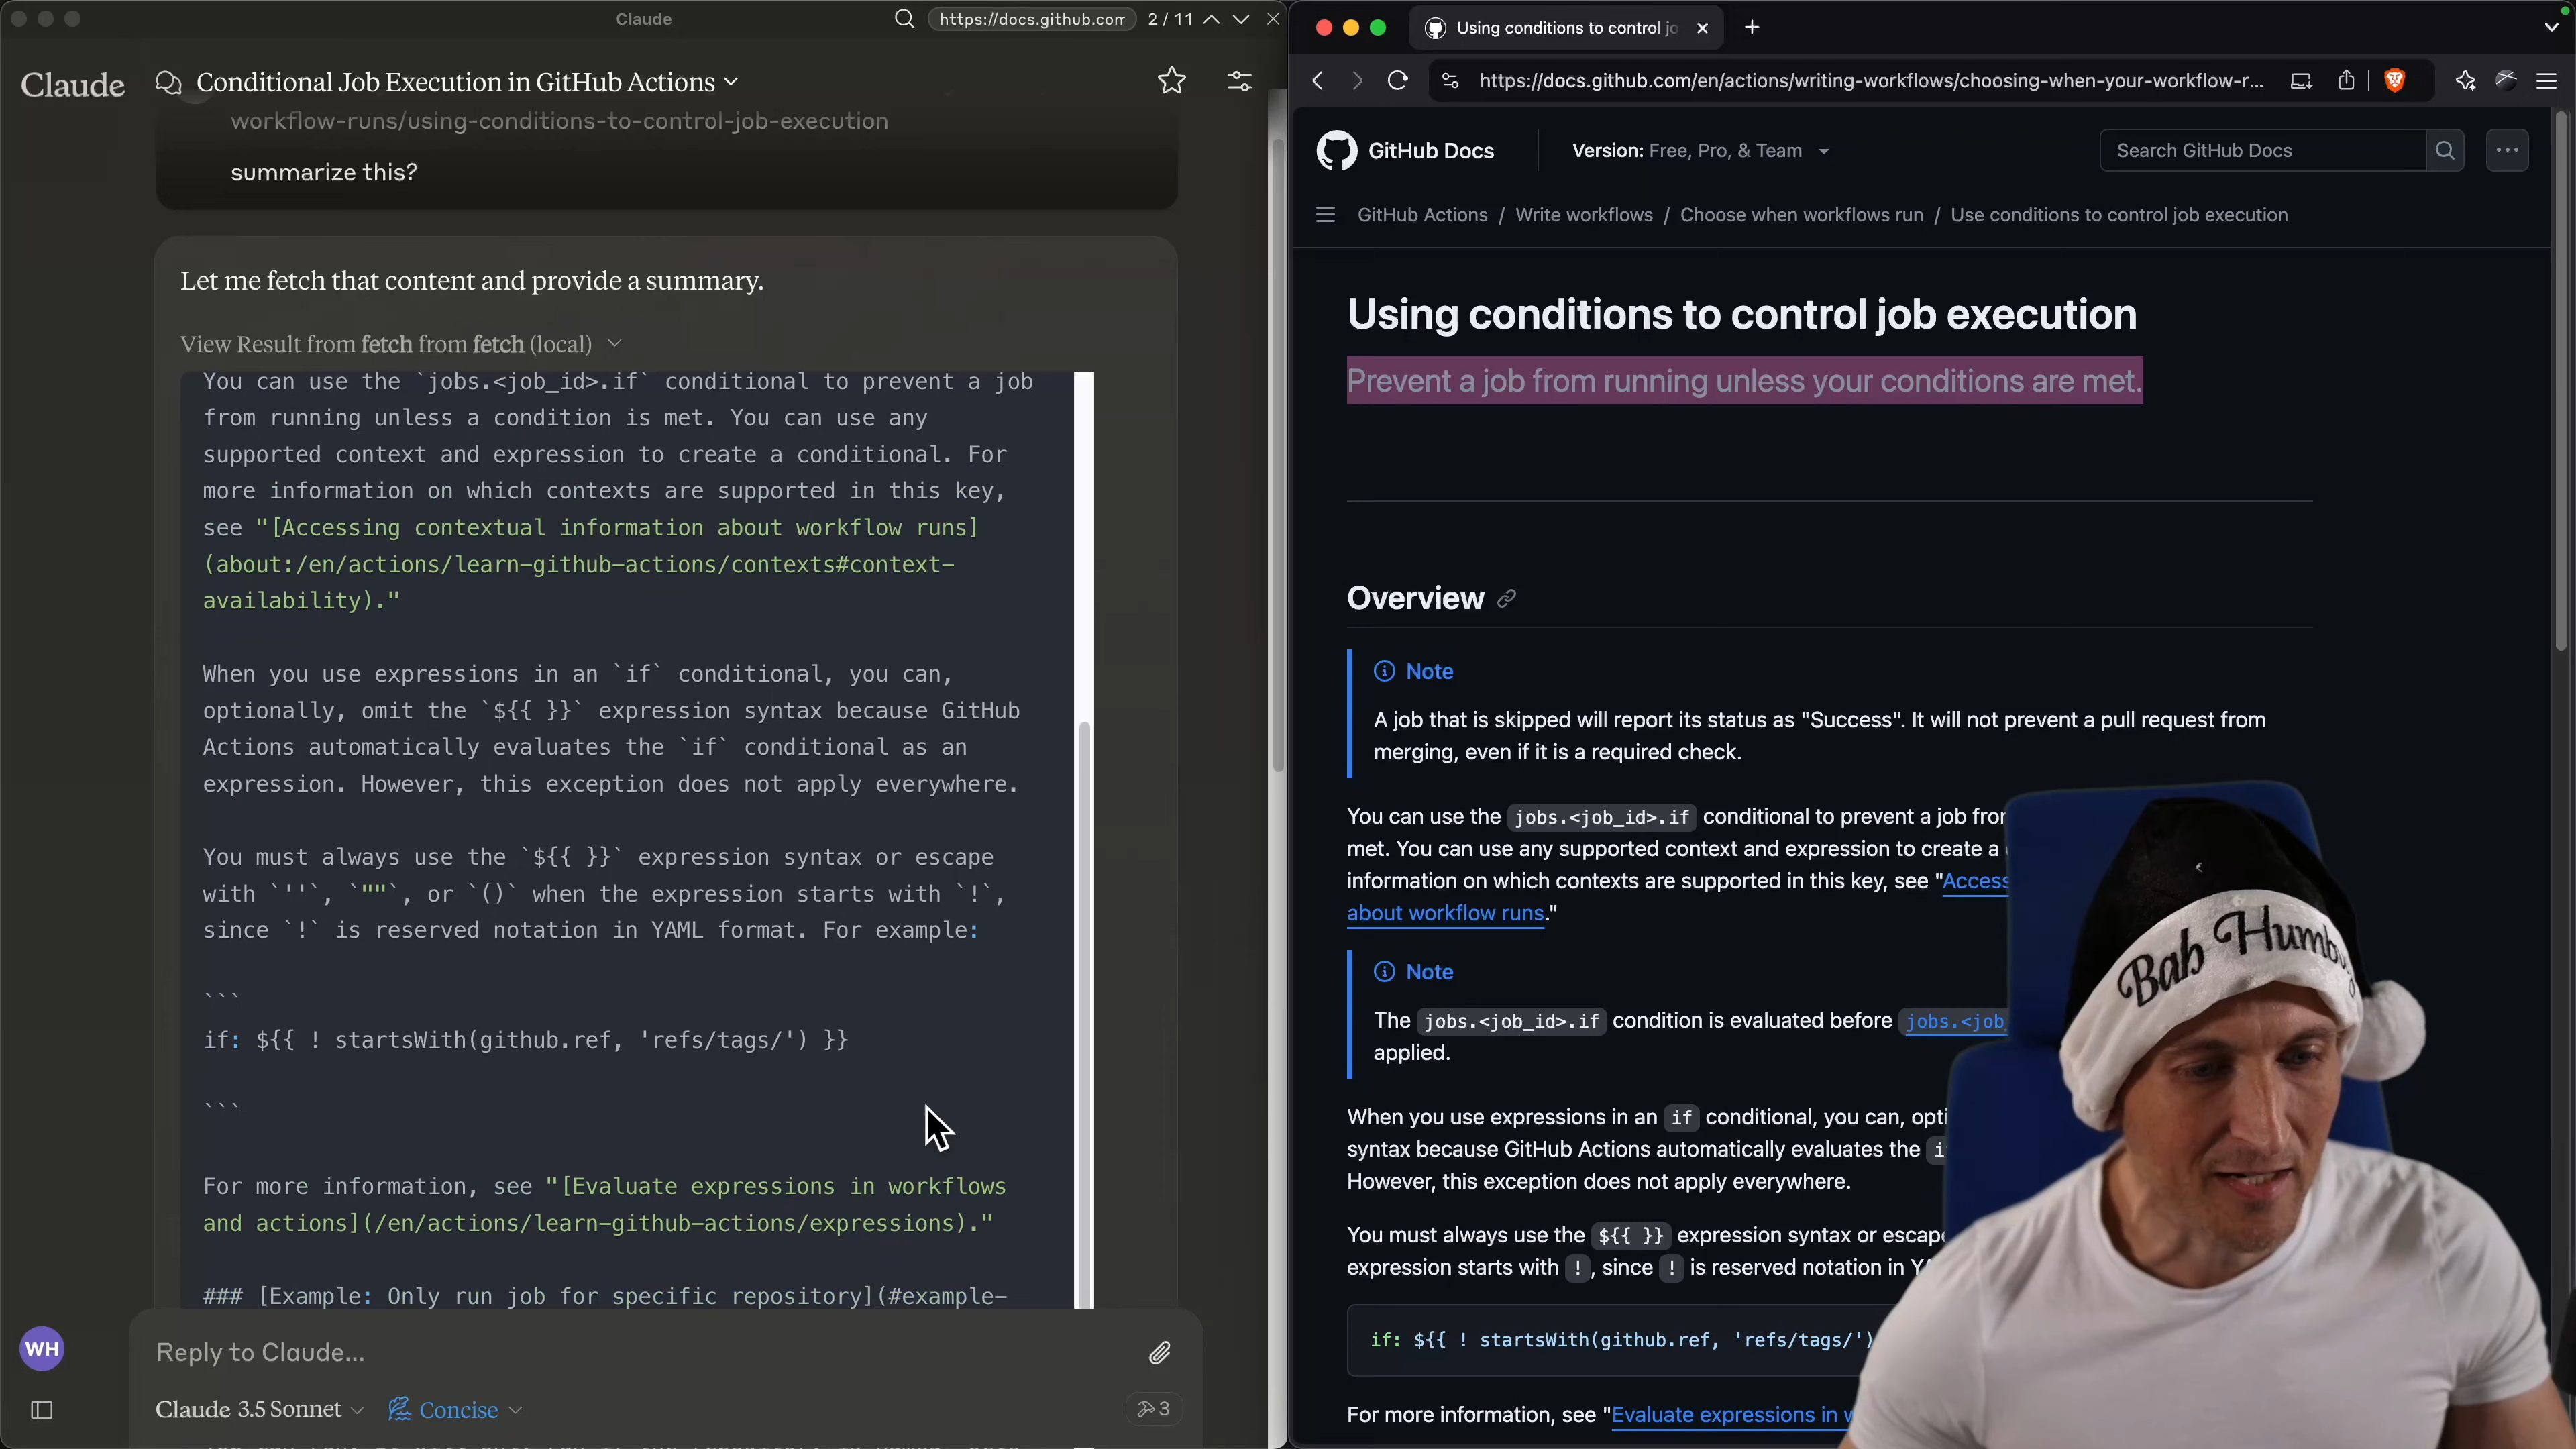 Claude
https://docs.github.com
2 / 11
Claude
Conditional Job Execution in GitHub Actions
workflow-runs/using-conditions-to-control-job-execution
summarize this?
Let me fetch that content and provide a summary.
View Result from fetch from fetch (local)
You can use the `jobs.<job_id>.if` conditional to prevent a job
from running unless a condition is met. You can use any
supported context and expression to create a conditional. For
more information on which contexts are supported in this key,
see "[Accessing contextual information about workflow runs]
(about:/en/actions/learn-github-actions/contexts#context-
availability)."
When you use expressions in an `if` conditional, you can,
optionally, omit the `${{ }}` expression syntax because GitHub
Actions automatically evaluates the `if` conditional as an
expression. However, this exception does not apply everywhere.
You must always use the `${{ }}` expression syntax or escape
with `''`, `""`, or `()` when the expression starts with `!`,
since `!` is reserved notation in YAML format. For example:
```
if: ${{ ! startsWith(github.ref, 'refs/tags/') }}
```
For more information, see "[Evaluate expressions in workflows
and actions](/en/actions/learn-github-actions/expressions)."
### [Example: Only run job for specific repository](#example-
WH
Reply to Claude...
Claude 3.5 Sonnet
Concise
3
Using conditions to control jo
https://docs.github.com/en/actions/writing-workflows/choosing-when-your-workflow-r...
GitHub Docs
Version: Free, Pro, & Team
Search GitHub Docs
GitHub Actions / Write workflows / Choose when workflows run / Use conditions to control job execution
Using conditions to control job execution
Prevent a job from running unless your conditions are met.
Overview
Note
A job that is skipped will report its status as "Success". It will not prevent a pull request from
merging, even if it is a required check.
You can use the jobs.<job_id>.if conditional to prevent a job from
met. You can use any supported context and expression to create a
information on which contexts are supported in this key, see "Access
about workflow runs."
Note
The jobs.<job_id>.if condition is evaluated before jobs.<job_
applied.
When you use expressions in an if conditional, you can, opti
syntax because GitHub Actions automatically evaluates the i
However, this exception does not apply everywhere.
You must always use the ${{ }} expression syntax or escape
expression starts with !, since ! is reserved notation in YA
if: ${{ ! startsWith(github.ref, 'refs/tags/')
For more information, see "Evaluate expressions in w
Bah Humbu